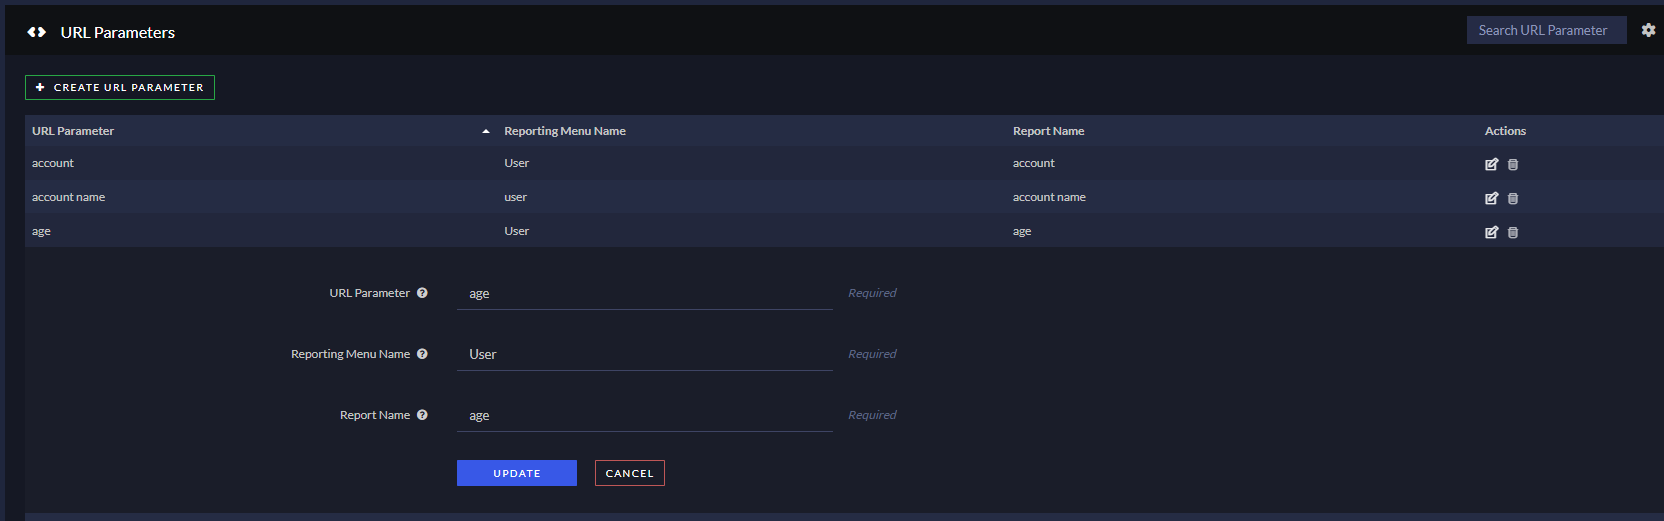 URL Parameters
Search URL Parameter
CREATE URL PARAMETER
URL Parameter Reporting Menu Name Report Name Actions
account User account
account name user account name
age User age
URL Parameter age Required
Reporting Menu Name User Required
Report Name age Required
UPDATE CANCEL